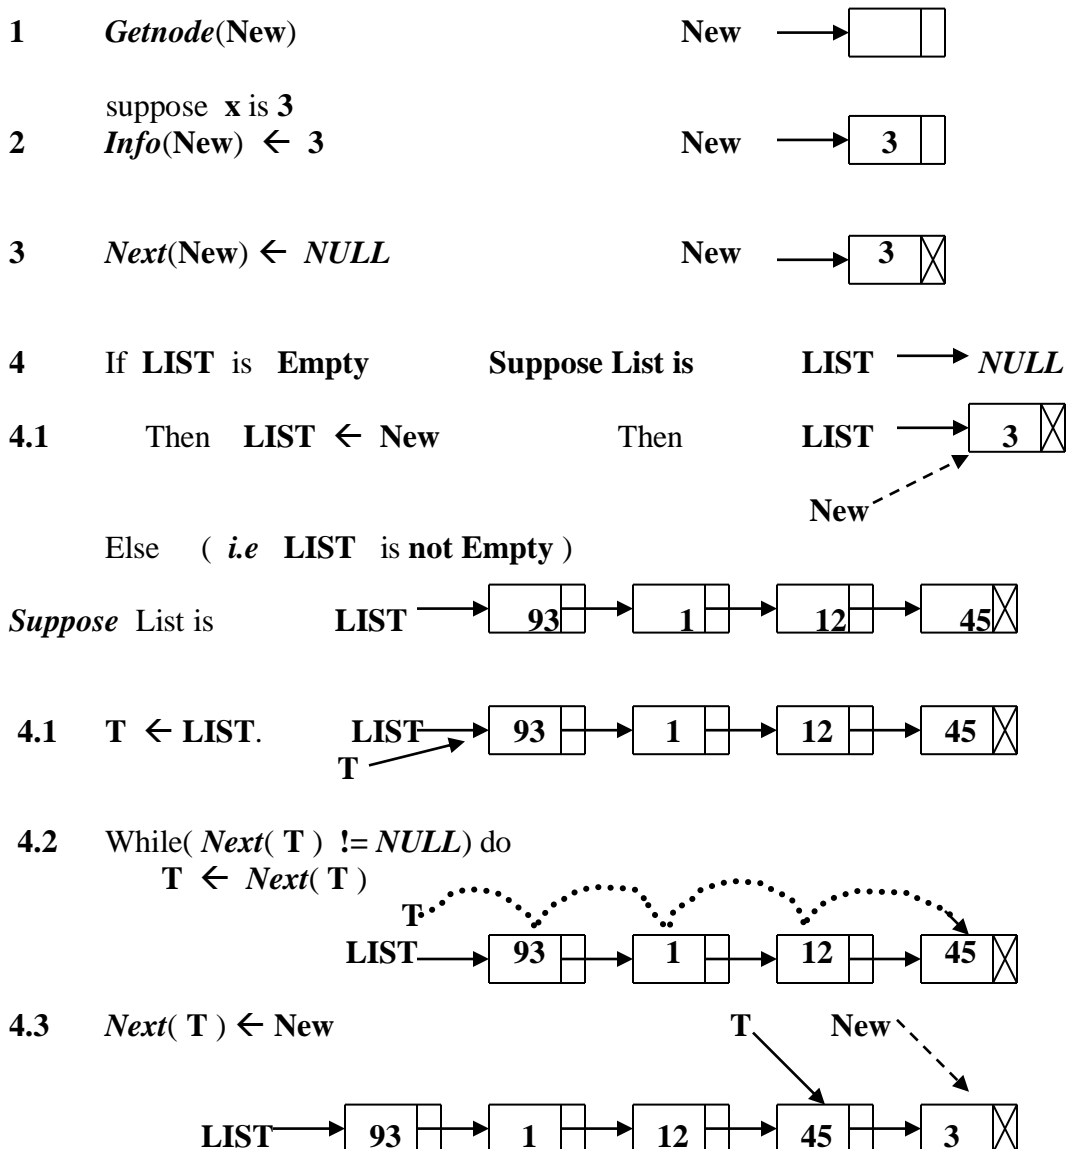 1 Getnode(New) New
suppose x is 3
2 Info(New) ← 3 New 3
3 Next(New) ← NULL New 3
4 If LIST is Empty Suppose List is LIST NULL
4.1 Then LIST ← New Then LIST 3
New
Else ( i.e LIST is not Empty )
Suppose List is LIST 93 1 12 45
4.1 T ← LIST. LIST 93 1 12 45
T
4.2 While( Next( T ) != NULL) do
T ← Next( T )
T
LIST 93 1 12 45
4.3 Next( T ) ← New T New
LIST 93 1 12 45 3